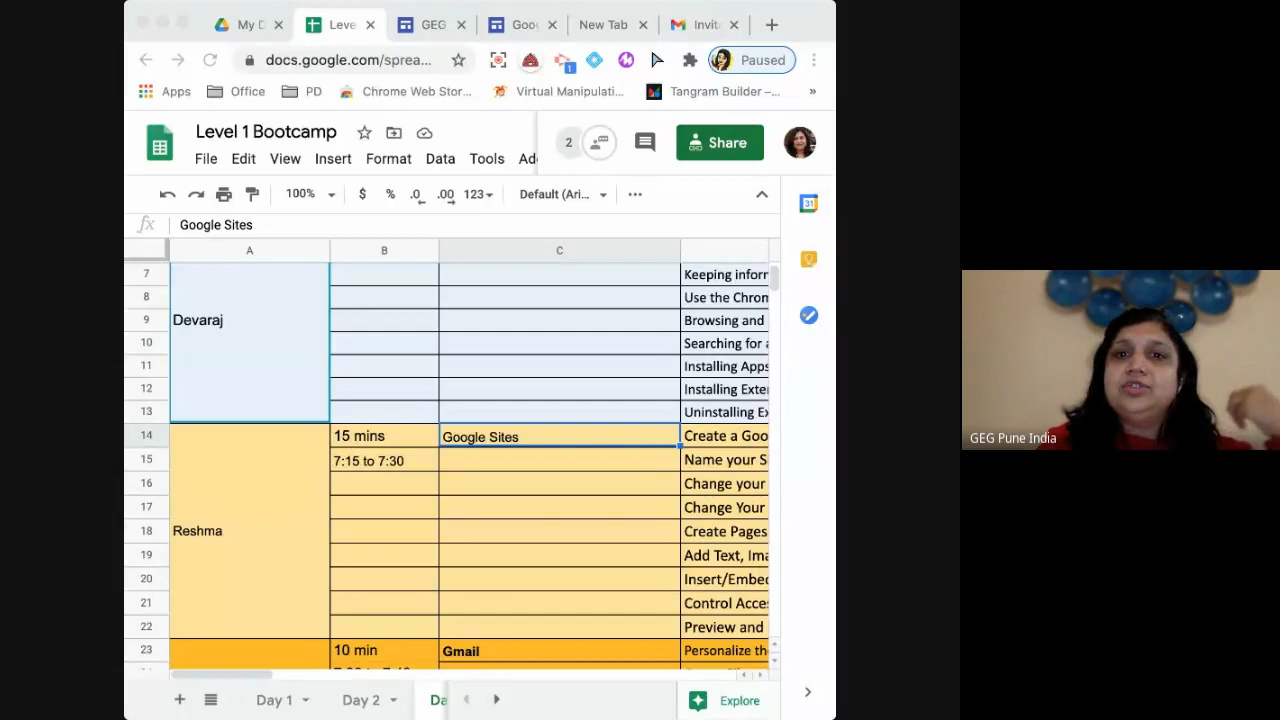 My D
Leve
GEG
Goog
New Tab
Invit
docs.google.com/sprea...
1
Paused
Apps
Office
PD
Chrome Web Stor...
Virtual Manipulati...
Tangram Builder –...
»
Level 1 Bootcamp
2
Share
File Edit View Insert Format Data Tools Ad
100% $ % .0 .00 123 Default (Ari...
31
fx Google Sites
A B C
7 Keeping inforr
8 Use the Chron
9 Devaraj Browsing and
10 Searching for a
11 Installing Apps
12 Installing Exte
13 Uninstalling Ex
14 15 mins Google Sites Create a Goo
15 7:15 to 7:30 Name your S
16 Change your
17 Change Your
18 Reshma Create Pages
19 Add Text, Ima
20 Insert/Embed
21 Control Acces
22 Preview and
23 10 min Gmail Personalize th
Day 1 Day 2 Da Explore
GEG Pune India